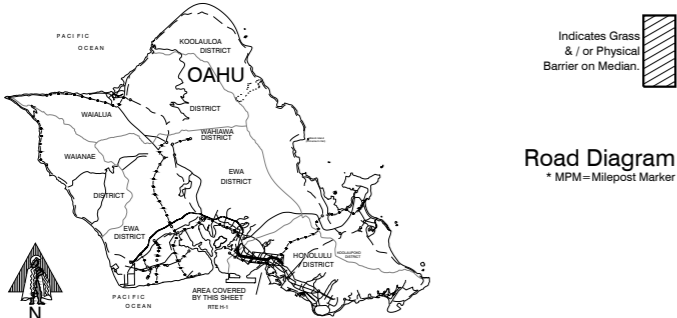 PACIFIC
OCEAN
KOOLAULOA
DISTRICT
OAHU
WAIALUA
DISTRICT
WAHIAWA
DISTRICT
WAIANAE
EWA
DISTRICT
DISTRICT
EWA
DISTRICT
HONOLULU
DISTRICT
KOOLAUPOKO
DISTRICT
AREA COVERED
BY THIS SHEET
RTE H-1
PACIFIC
OCEAN
N
Indicates Grass
& / or Physical
Barrier on Median.
Road Diagram
* MPM=Milepost Marker